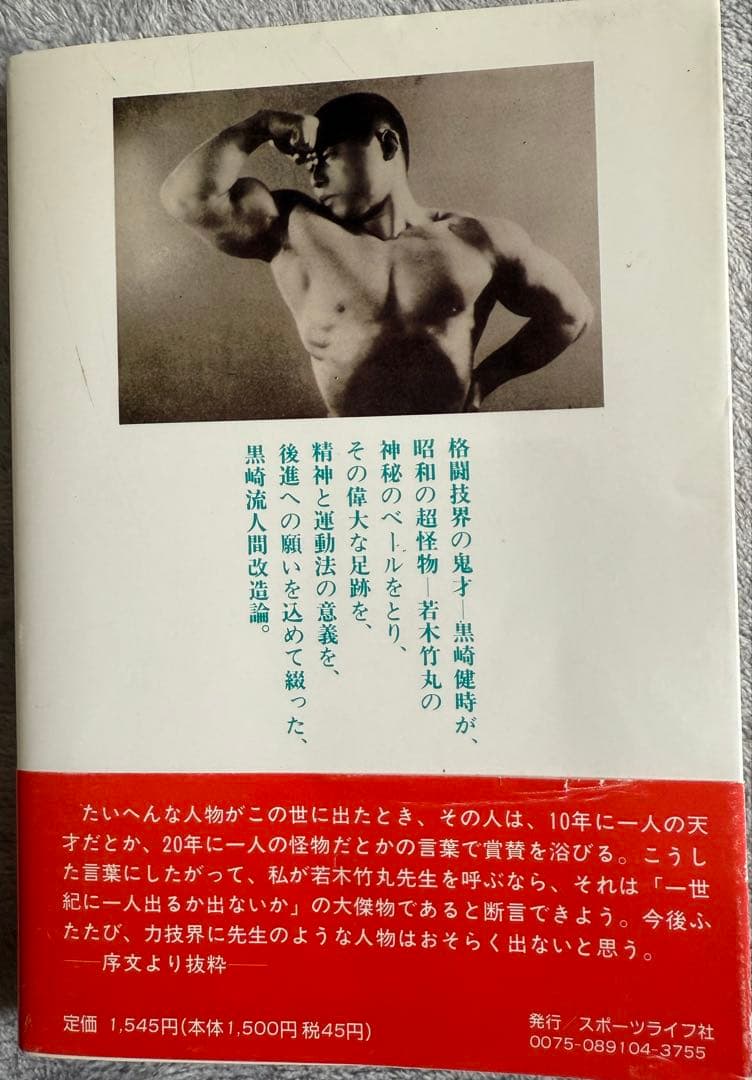 格闘技界の鬼才─黒崎健時が、
昭和の超怪物─若木竹丸の
神秘のベールをとり、
その偉大な足跡を、
精神と運動法の意義を、
後進への願いを込めて綴った、
黒崎流人間改造論。
たいへんな人物がこの世に出たとき、その人は、10年に一人の天
才だとか、20年に一人の怪物だとかの言葉で賞賛を浴びる。こうし
た言葉にしたがって、私が若木竹丸先生を呼ぶなら、それは「一世
紀に一人出るか出ないか」の大傑物であると断言できよう。今後ふ
たたび、力技界に先生のような人物はおそらく出ないと思う。
──序文より抜粋──
定価 1,545円(本体1,500円 税45円)
発行/スポーツライフ社
0075-089104-3755